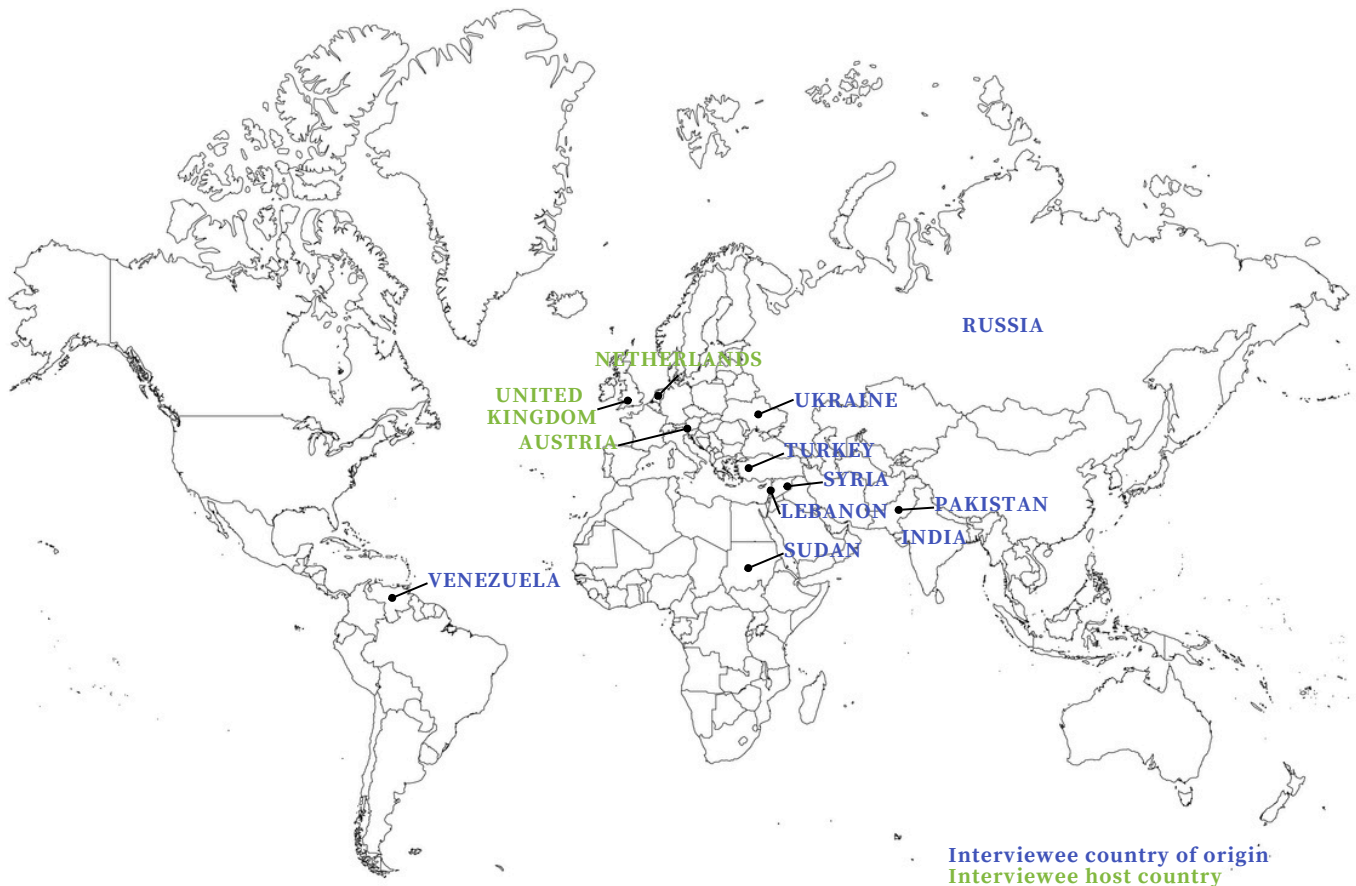 RUSSIA
NETHERLANDS
UNITED
KINGDOM
UKRAINE
AUSTRIA
TURKEY
SYRIA
PAKISTAN
LEBANON
INDIA
SUDAN
VENEZUELA
Interviewee country of origin
Interviewee host country